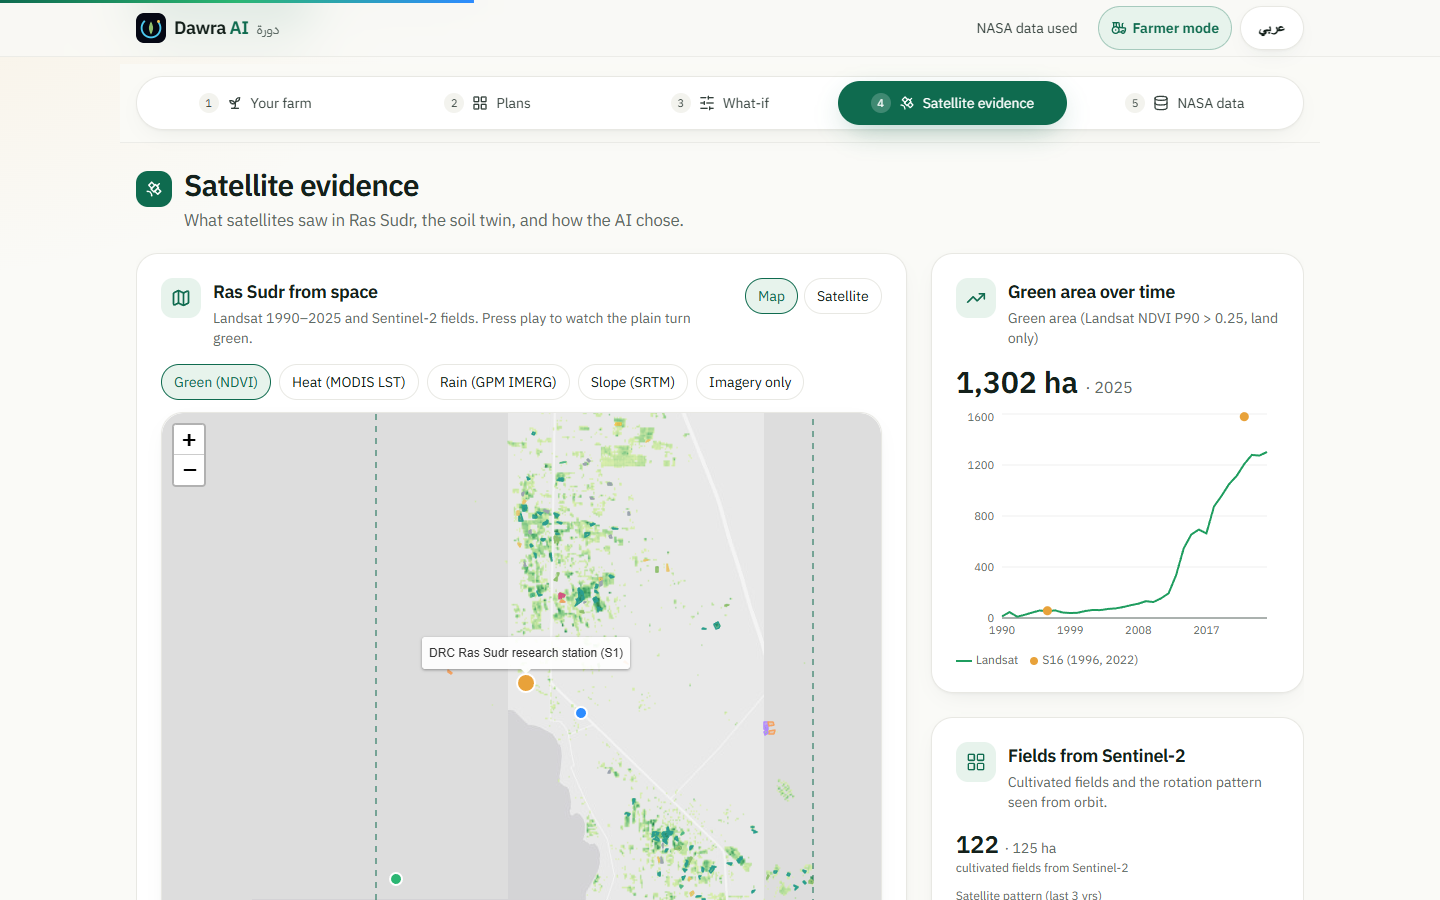 Dawra AI دورة
NASA data used
Farmer mode
عربي
1 Your farm
2 Plans
3 What-if
4 Satellite evidence
5 NASA data
Satellite evidence
What satellites saw in Ras Sudr, the soil twin, and how the AI chose.
Ras Sudr from space
Landsat 1990–2025 and Sentinel-2 fields. Press play to watch the plain turn
green.
Map
Satellite
Green (NDVI)
Heat (MODIS LST)
Rain (GPM IMERG)
Slope (SRTM)
Imagery only
+
−
DRC Ras Sudr research station (S1)
Green area over time
Green area (Landsat NDVI P90 > 0.25, land
only)
1,302 ha · 2025
1600
1200
800
400
0
1990 1999 2008 2017
Landsat S16 (1996, 2022)
Fields from Sentinel-2
Cultivated fields and the rotation pattern
seen from orbit.
122 · 125 ha
cultivated fields from Sentinel-2
Satellite pattern (last 3 yrs)